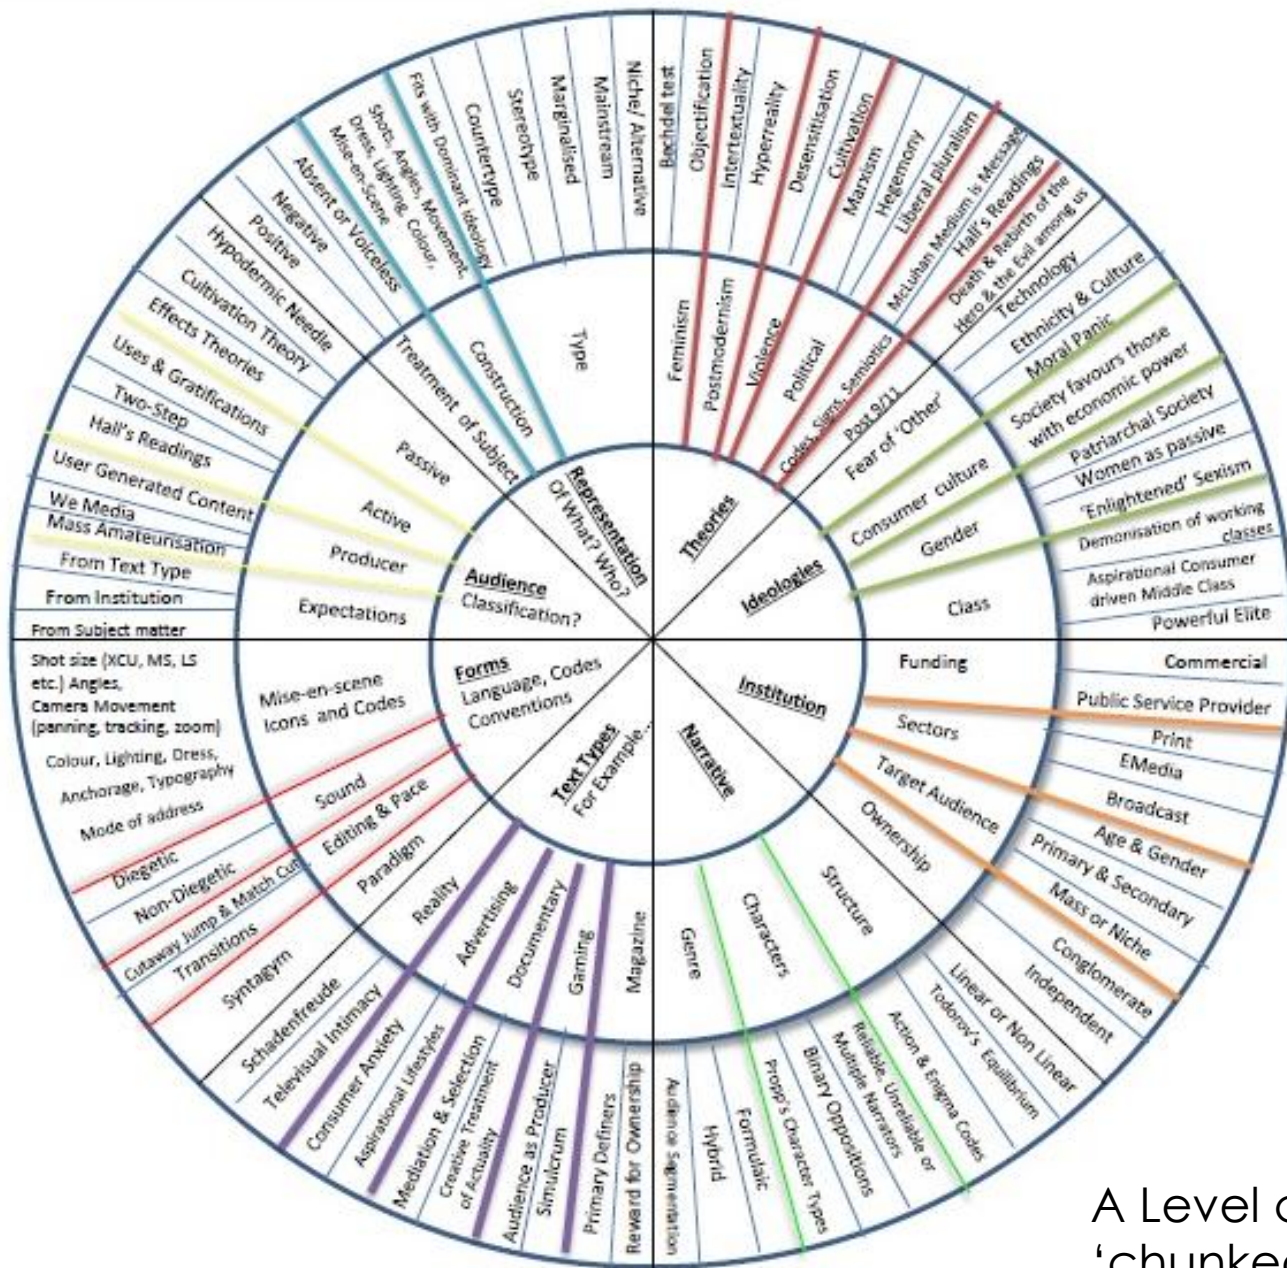 Niche/ Alternative
Mainstream
Marginalised
Stereotype
Countertype
Fits with Dominant Ideology
Shots, Angles, Movement
Dress, Lighting, Colour,
Mise-en-Scene
Absent or Voiceless
Negative
Positive
Type
Construction
Treatment of Subject
Representation
Of What? Who?
Bechdel test
Objectification
Intertextuality
Hyperreality
Desensitisation
Cultivation
Marxism
Hegemony
Liberal pluralism
McLuhan Medium is Message
Hall's Readings
Death & Rebirth of the
Hero & the Evil among us
Feminism
Postmodernism
Violence
Political
Codes, Signs, Semiotics
Post 9/11
Theories
Technology
Ethnicity & Culture
Moral Panic
Society favours those
with economic power
Patriarchal Society
Women as passive
'Enlightened' Sexism
Demonisation of working
classes
Aspirational Consumer
driven Middle Class
Powerful Elite
Fear of 'Other'
Consumer culture
Gender
Class
Ideologies
Commercial
Public Service Provider
Print
EMedia
Broadcast
Age & Gender
Primary & Secondary
Mass or Niche
Conglomerate
Independent
Funding
Sectors
Target Audience
Ownership
Institution
Linear or Non Linear
Todorov's Equilibrium
Action & Enigma Codes
Reliable, Unreliable or
Multiple Narrators
Binary Oppositions
Propp's Character Types
Formulaic
Hybrid
Audience Segmentation
Structure
Characters
Genre
Narrative
Reward for Ownership
Primary Definers
Simulcrum
Audience as Producer
Creative Treatment
of Actuality
Mediation & Selection
Aspirational Lifestyles
Consumer Anxiety
Televisual Intimacy
Schadenfreude
Magazine
Gaming
Documentary
Advertising
Reality
Text Types
For Example...
Syntagym
Transitions
Cutaway Jump & Match Cut
Non-Diegetic
Diegetic
Shot size (XCU, MS, LS
etc.) Angles,
Camera Movement
(panning, tracking, zoom)
Colour, Lighting, Dress,
Anchorage, Typography
Mode of address
Paradigm
Editing & Pace
Sound
Mise-en-scene
Icons and Codes
Forms
Language, Codes
Conventions
From Subject matter
From Institution
From Text Type
Mass Amateurisation
We Media
User Generated Content
Hall's Readings
Two-Step
Uses & Gratifications
Effects Theories
Cultivation Theory
Hypodermic Needle
Expectations
Producer
Active
Passive
Audience
Classification?
A Level
'chunked